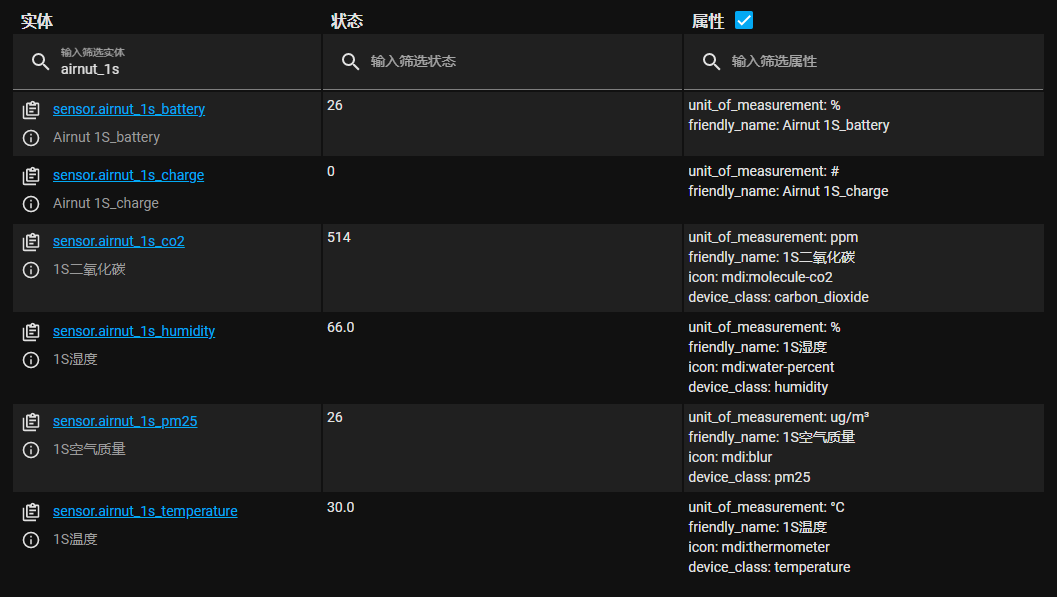 实体 状态 属性
输入筛选实体
airnut_1s 输入筛选状态 输入筛选属性
sensor.airnut_1s_battery 26 unit_of_measurement: %
Airnut 1S_battery friendly_name: Airnut 1S_battery
sensor.airnut_1s_charge 0 unit_of_measurement: #
Airnut 1S_charge friendly_name: Airnut 1S_charge
sensor.airnut_1s_co2 514 unit_of_measurement: ppm
1S二氧化碳 friendly_name: 1S二氧化碳
icon: mdi:molecule-co2
device_class: carbon_dioxide
sensor.airnut_1s_humidity 66.0 unit_of_measurement: %
1S湿度 friendly_name: 1S湿度
icon: mdi:water-percent
device_class: humidity
sensor.airnut_1s_pm25 26 unit_of_measurement: ug/m³
1S空气质量 friendly_name: 1S空气质量
icon: mdi:blur
device_class: pm25
sensor.airnut_1s_temperature 30.0 unit_of_measurement: °C
1S温度 friendly_name: 1S温度
icon: mdi:thermometer
device_class: temperature